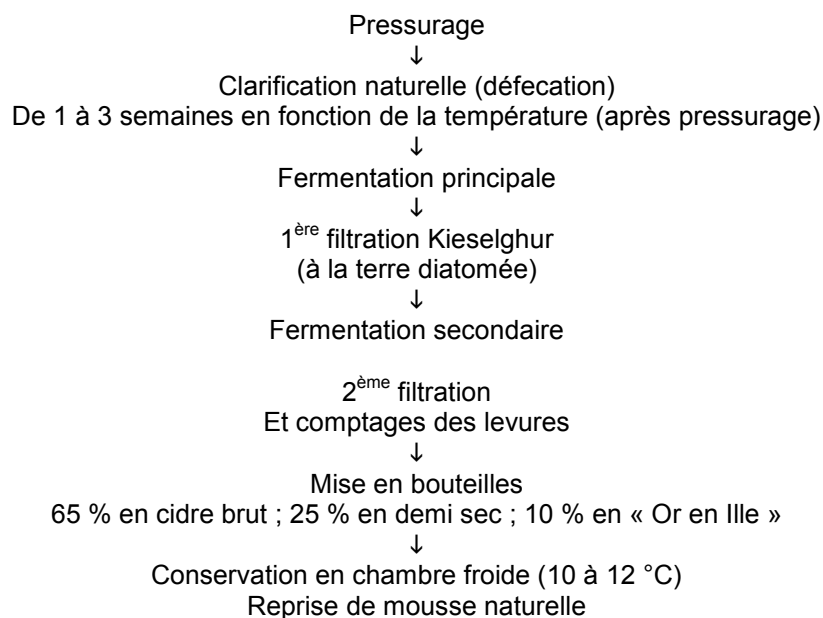 Pressurage
↓
Clarification naturelle (défecation)
De 1 à 3 semaines en fonction de la température (après pressurage)
↓
Fermentation principale
↓
1ère filtration Kieselghur
(à la terre diatomée)
↓
Fermentation secondaire
2ème filtration
Et comptages des levures
↓
Mise en bouteilles
65 % en cidre brut ; 25 % en demi sec ; 10 % en « Or en Ille »
↓
Conservation en chambre froide (10 à 12 °C)
Reprise de mousse naturelle